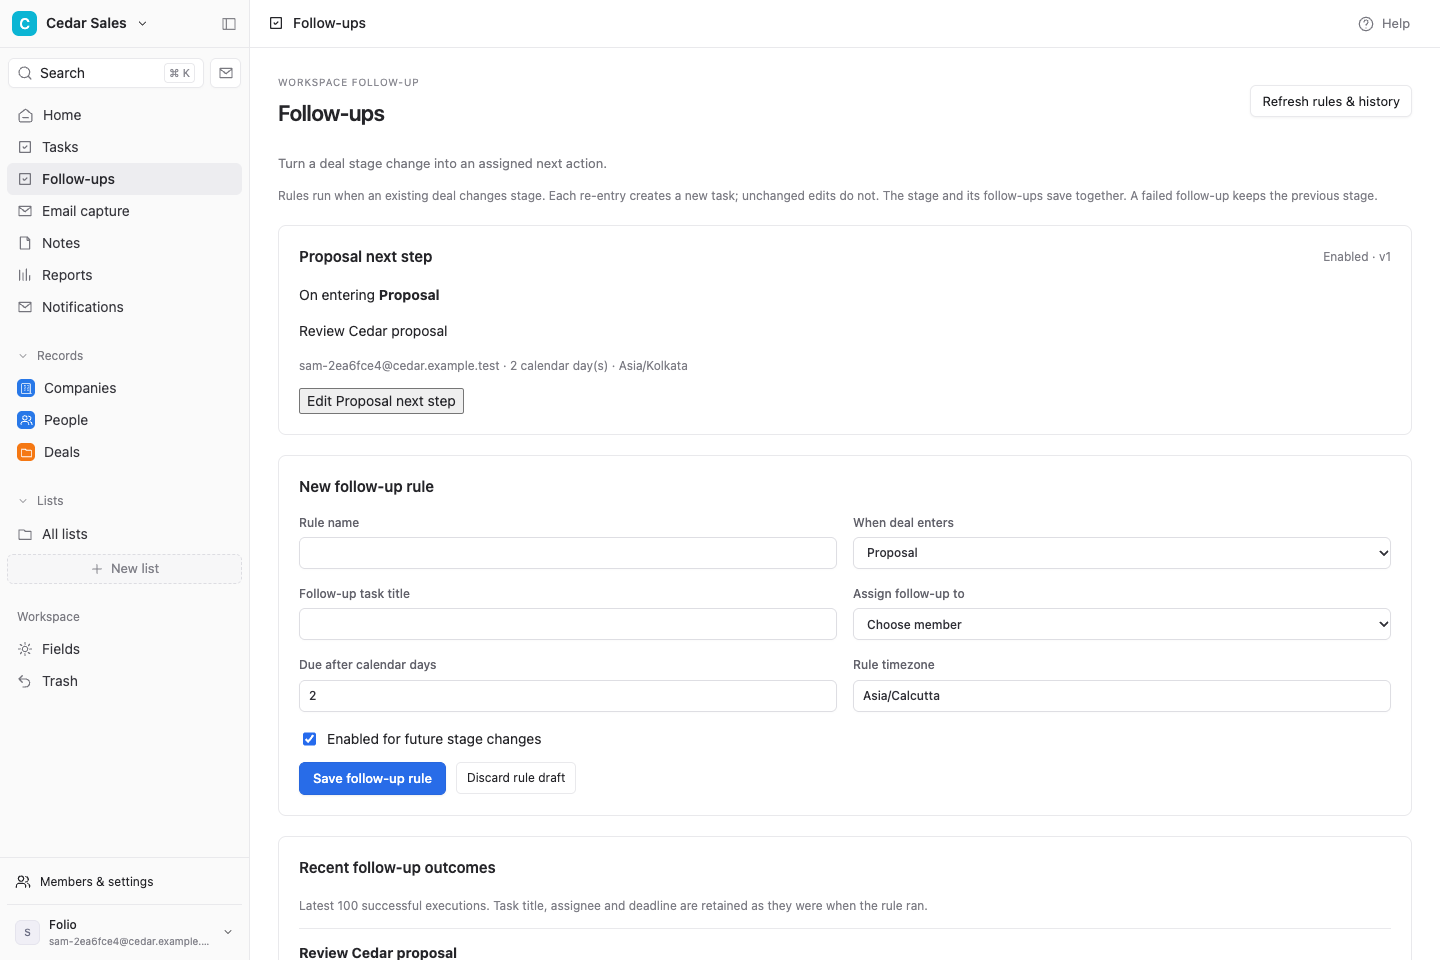 C Cedar Sales
Search ⌘ K
Home
Tasks
Follow-ups
Email capture
Notes
Reports
Notifications
Records
Companies
People
Deals
Lists
All lists
New list
Workspace
Fields
Trash
Members & settings
S
Folio
sam-2ea6fce4@cedar.example....
Follow-ups
Help
WORKSPACE FOLLOW-UP
Follow-ups
Refresh rules & history
Turn a deal stage change into an assigned next action.
Rules run when an existing deal changes stage. Each re-entry creates a new task; unchanged edits do not. The stage and its follow-ups save together. A failed follow-up keeps the previous stage.
Proposal next step
Enabled · v1
On entering Proposal
Review Cedar proposal
sam-2ea6fce4@cedar.example.test · 2 calendar day(s) · Asia/Kolkata
Edit Proposal next step
New follow-up rule
Rule name
When deal enters
Proposal
Follow-up task title
Assign follow-up to
Choose member
Due after calendar days
Rule timezone
2
Asia/Calcutta
Enabled for future stage changes
Save follow-up rule
Discard rule draft
Recent follow-up outcomes
Latest 100 successful executions. Task title, assignee and deadline are retained as they were when the rule ran.
Review Cedar proposal